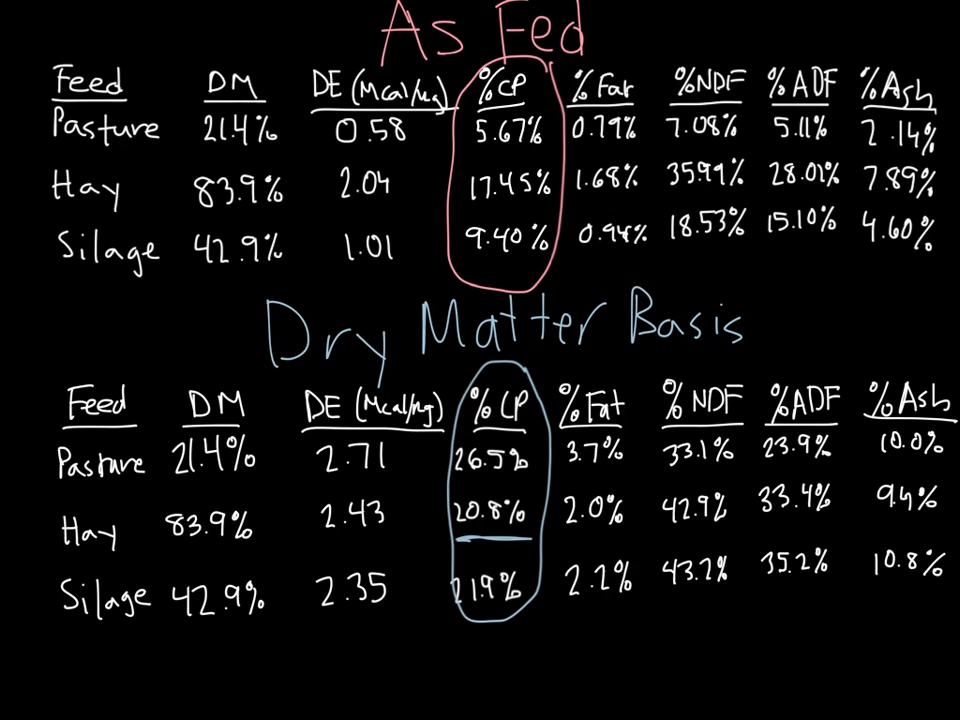 As Fed
Feed DM DE (Mcal/kg) %CP %Fat %NDF %ADF %Ash
Pasture 21.4% 0.58 5.67% 0.79% 7.08% 5.11% 2.14%
Hay 83.9% 2.04 17.45% 1.68% 35.99% 28.01% 7.89%
Silage 42.9% 1.01 9.40% 0.94% 18.53% 15.10% 4.60%
Dry Matter Basis
Feed DM DE (Mcal/kg) %CP %Fat %NDF %ADF %Ash
Pasture 21.4% 2.71 26.5% 3.7% 33.1% 23.9% 10.0%
Hay 83.9% 2.43 20.8% 2.0% 42.9% 33.4% 9.4%
Silage 42.9% 2.35 21.9% 2.2% 43.2% 35.2% 10.8%